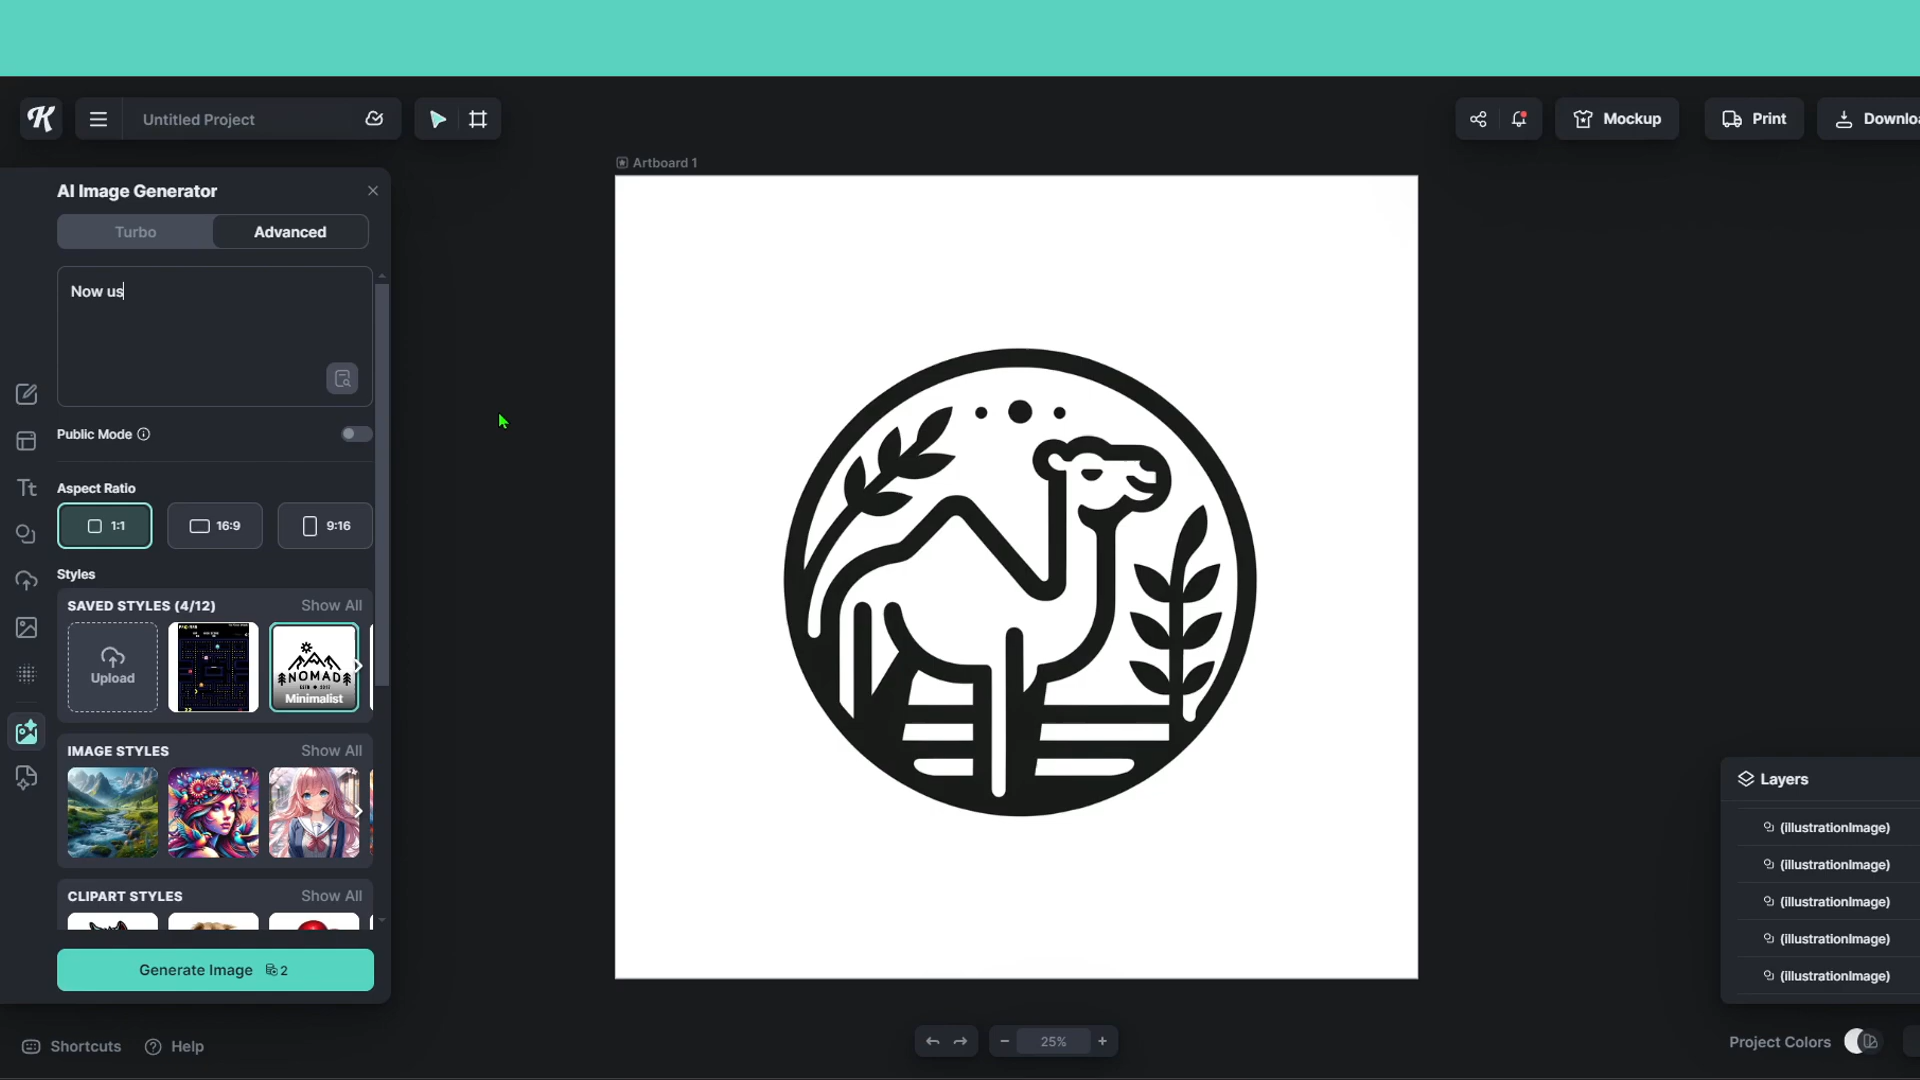 K
Untitled Project
Mockup
Print
Downloa
Artboard 1
AI Image Generator
Turbo
Advanced
Now us
Public Mode
Aspect Ratio
1:1
16:9
9:16
Styles
SAVED STYLES (4/12)
Show All
Upload
NOMAD
Minimalist
IMAGE STYLES
Show All
CLIPART STYLES
Show All
Generate Image 2
Layers
(illustrationImage)
(illustrationImage)
(illustrationImage)
(illustrationImage)
(illustrationImage)
Tt
Shortcuts
Help
25%
Project Colors